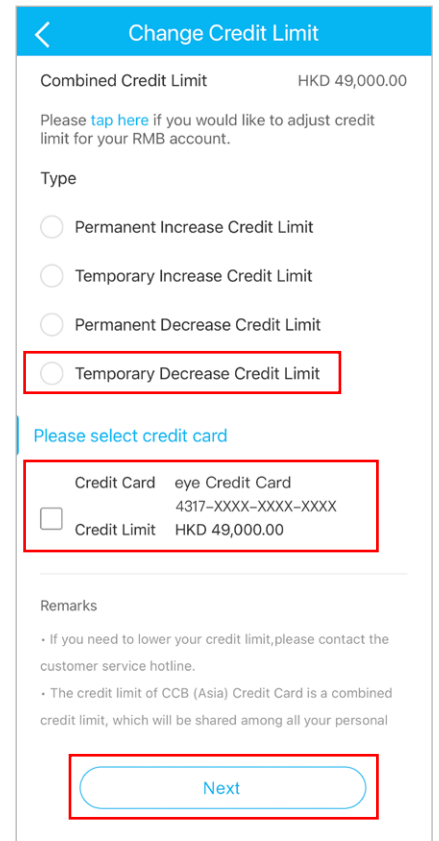 Change Credit Limit
Combined Credit Limit HKD 49,000.00
Please tap here if you would like to adjust credit
limit for your RMB account.
Type
Permanent Increase Credit Limit
Temporary Increase Credit Limit
Permanent Decrease Credit Limit
Temporary Decrease Credit Limit
Please select credit card
Credit Card eye Credit Card
4317-XXXX-XXXX-XXXX
Credit Limit HKD 49,000.00
Remarks
• If you need to lower your credit limit,please contact the
customer service hotline.
• The credit limit of CCB (Asia) Credit Card is a combined
credit limit, which will be shared among all your personal
Next